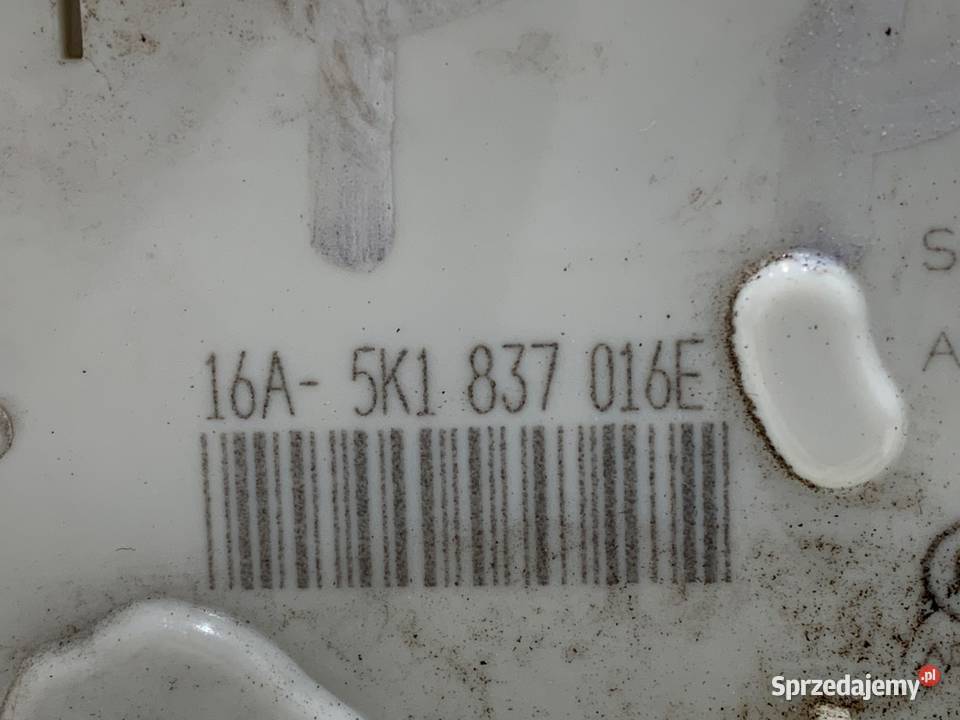 16A- 5K1 837 016E
S
A
Sprzedajemy.pl